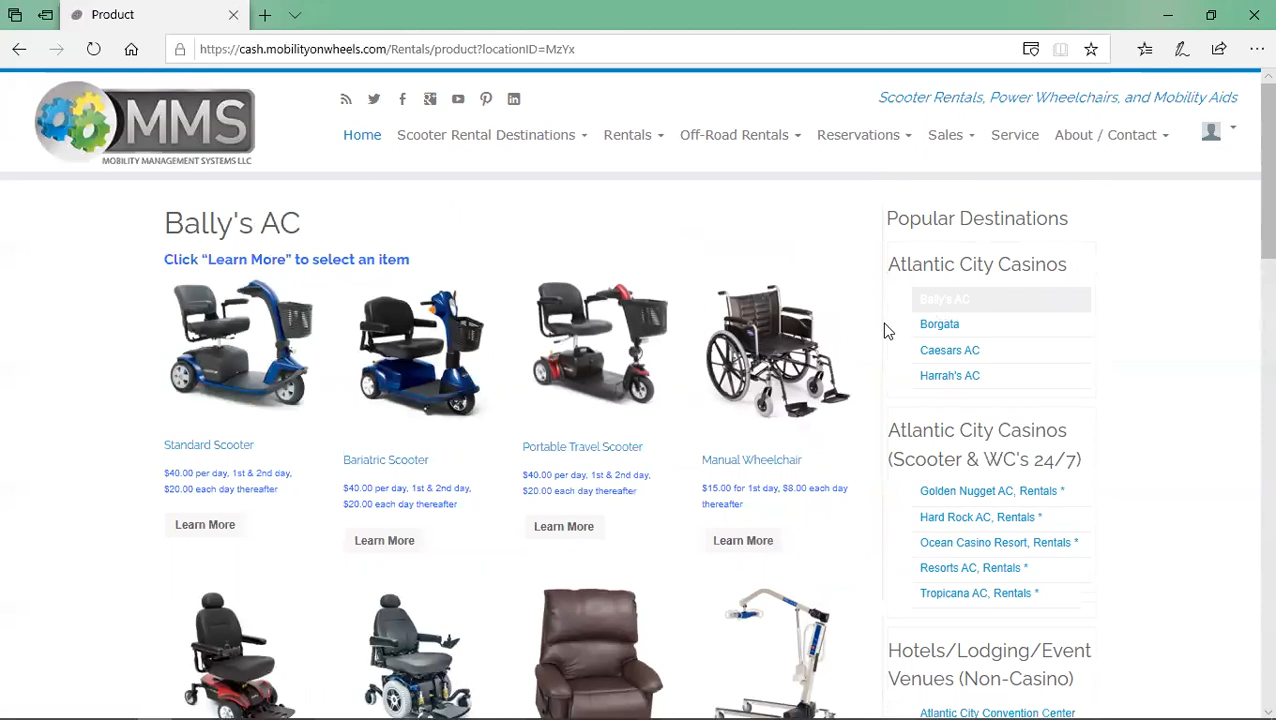 Product
https://cash.mobilityonwheels.com/Rentals/product?locationID=MzYx
MMS
MOBILITY MANAGEMENT SYSTEMS LLC
Scooter Rentals, Power Wheelchairs, and Mobility Aids
Home Scooter Rental Destinations Rentals Off-Road Rentals Reservations Sales Service About / Contact
Bally's AC
Click “Learn More” to select an item
Standard Scooter
$40.00 per day, 1st & 2nd day,
$20.00 each day thereafter
Learn More
Bariatric Scooter
$40.00 per day, 1st & 2nd day,
$20.00 each day thereafter
Learn More
Portable Travel Scooter
$40.00 per day, 1st & 2nd day,
$20.00 each day thereafter
Learn More
Manual Wheelchair
$15.00 for 1st day, $8.00 each day
thereafter
Learn More
Popular Destinations
Atlantic City Casinos
Bally's AC
Borgata
Caesars AC
Harrah's AC
Atlantic City Casinos
(Scooter & WC's 24/7)
Golden Nugget AC, Rentals *
Hard Rock AC, Rentals *
Ocean Casino Resort, Rentals *
Resorts AC, Rentals *
Tropicana AC, Rentals *
Hotels/Lodging/Event
Venues (Non-Casino)
Atlantic City Convention Center